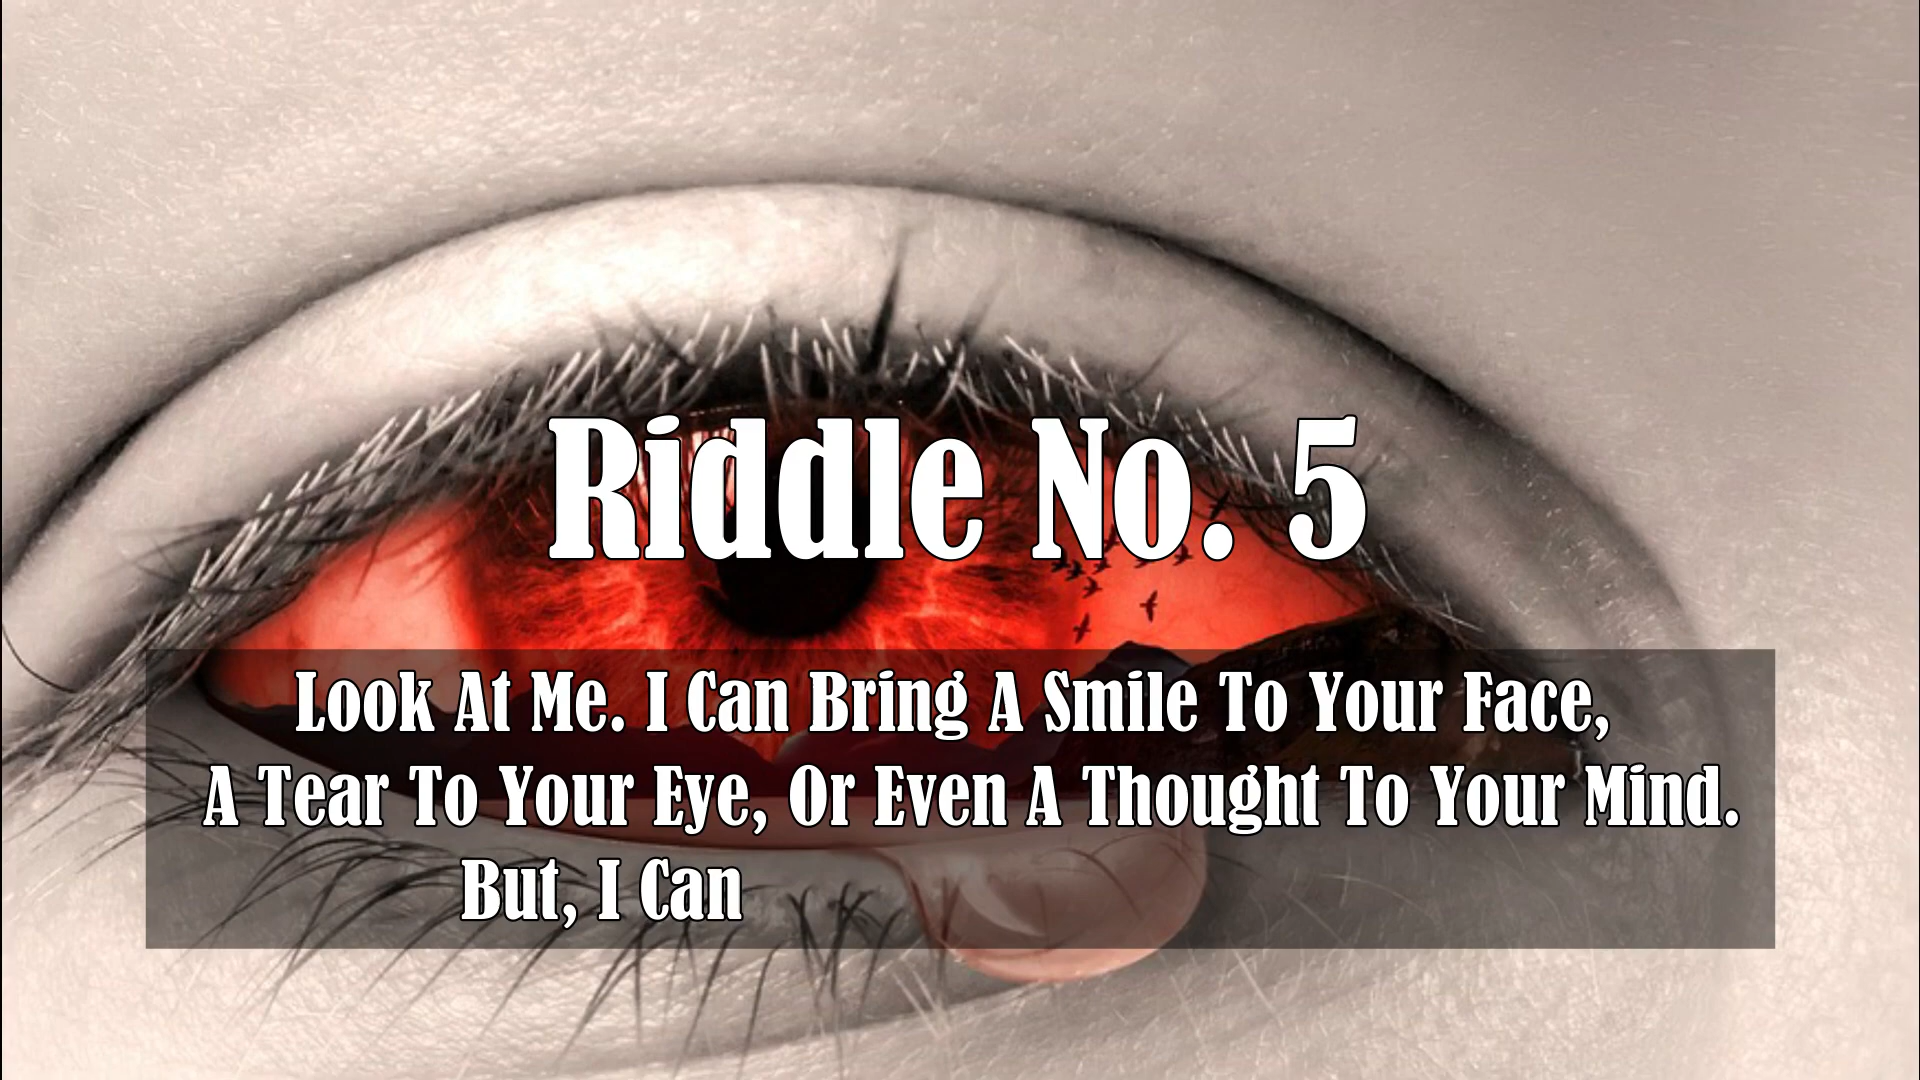 Riddle No. 5
Look At Me. I Can Bring A Smile To Your Face,
A Tear To Your Eye, Or Even A Thought To Your Mind.
But, I Can